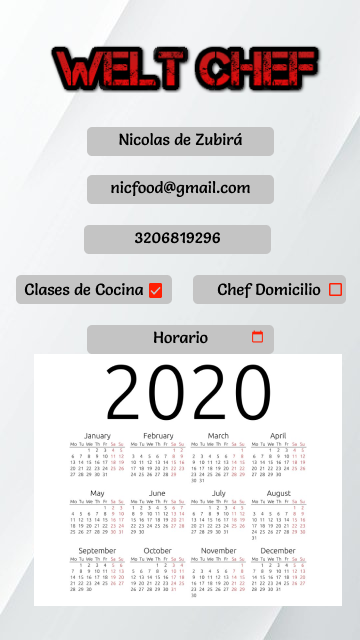 WELT CHEF
Nicolas de Zubirá
nicfood@gmail.com
3206819296
Clases de Cocina Chef Domicilio
Horario
2020
January February March April
Mo Tu We Th Fr Sa Su Mo Tu We Th Fr Sa Su Mo Tu We Th Fr Sa Su Mo Tu We Th Fr Sa Su
1 2 3 4 5 1 2 1 1 2 3 4 5
6 7 8 9 10 11 12 3 4 5 6 7 8 9 2 3 4 5 6 7 8 6 7 8 9 10 11 12
13 14 15 16 17 18 19 10 11 12 13 14 15 16 9 10 11 12 13 14 15 13 14 15 16 17 18 19
20 21 22 23 24 25 26 17 18 19 20 21 22 23 16 17 18 19 20 21 22 20 21 22 23 24 25 26
27 28 29 30 31 24 25 26 27 28 29 23 24 25 26 27 28 29 27 28 29 30
30 31
May June July August
Mo Tu We Th Fr Sa Su Mo Tu We Th Fr Sa Su Mo Tu We Th Fr Sa Su Mo Tu We Th Fr Sa Su
1 2 3 1 2 3 4 5 6 7 1 2 3 4 5 1 2
4 5 6 7 8 9 10 8 9 10 11 12 13 14 6 7 8 9 10 11 12 3 4 5 6 7 8 9
11 12 13 14 15 16 17 15 16 17 18 19 20 21 13 14 15 16 17 18 19 10 11 12 13 14 15 16
18 19 20 21 22 23 24 22 23 24 25 26 27 28 20 21 22 23 24 25 26 17 18 19 20 21 22 23
25 26 27 28 29 30 31 29 30 27 28 29 30 31 24 25 26 27 28 29 30
31
September October November December
Mo Tu We Th Fr Sa Su Mo Tu We Th Fr Sa Su Mo Tu We Th Fr Sa Su Mo Tu We Th Fr Sa Su
1 2 3 4 5 6 1 2 3 4 1 1 2 3 4 5 6
7 8 9 10 11 12 13 5 6 7 8 9 10 11 2 3 4 5 6 7 8 7 8 9 10 11 12 13
14 15 16 17 18 19 20 12 13 14 15 16 17 18 9 10 11 12 13 14 15 14 15 16 17 18 19 20
21 22 23 24 25 26 27 19 20 21 22 23 24 25 16 17 18 19 20 21 22 21 22 23 24 25 26 27
28 29 30 26 27 28 29 30 31 23 24 25 26 27 28 29 28 29 30 31
30